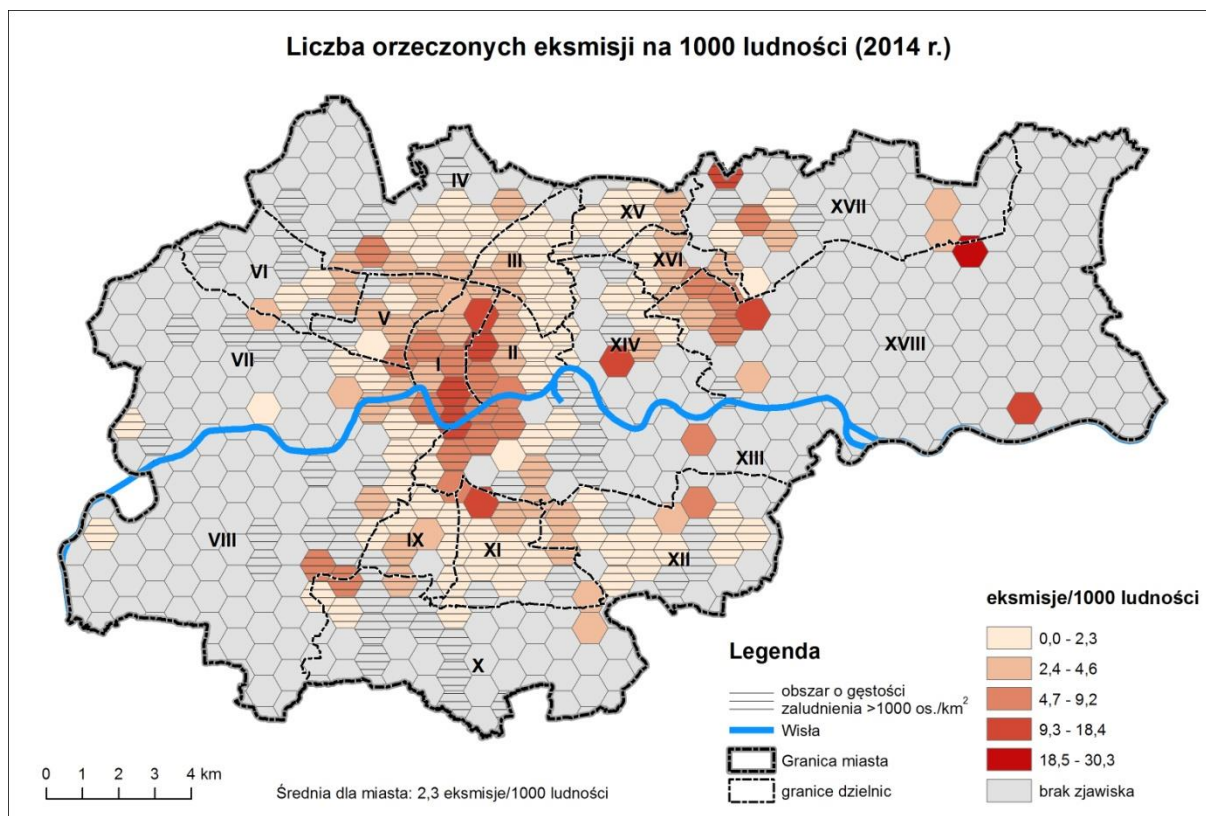 Liczba orzeczonych eksmisji na 1000 ludności (2014 r.)
IV
XV
XVII
VI
III
XVI
V
VII
I
II
XIV
XVIII
XIII
VIII
IX
XI
XII
X
eksmisje/1000 ludności
0,0 - 2,3
2,4 - 4,6
4,7 - 9,2
9,3 - 18,4
18,5 - 30,3
brak zjawiska
Legenda
obszar o gęstości
zaludnienia >1000 os./km²
Wisła
Granica miasta
granice dzielnic
0 1 2 3 4 km
Średnia dla miasta: 2,3 eksmisje/1000 ludności